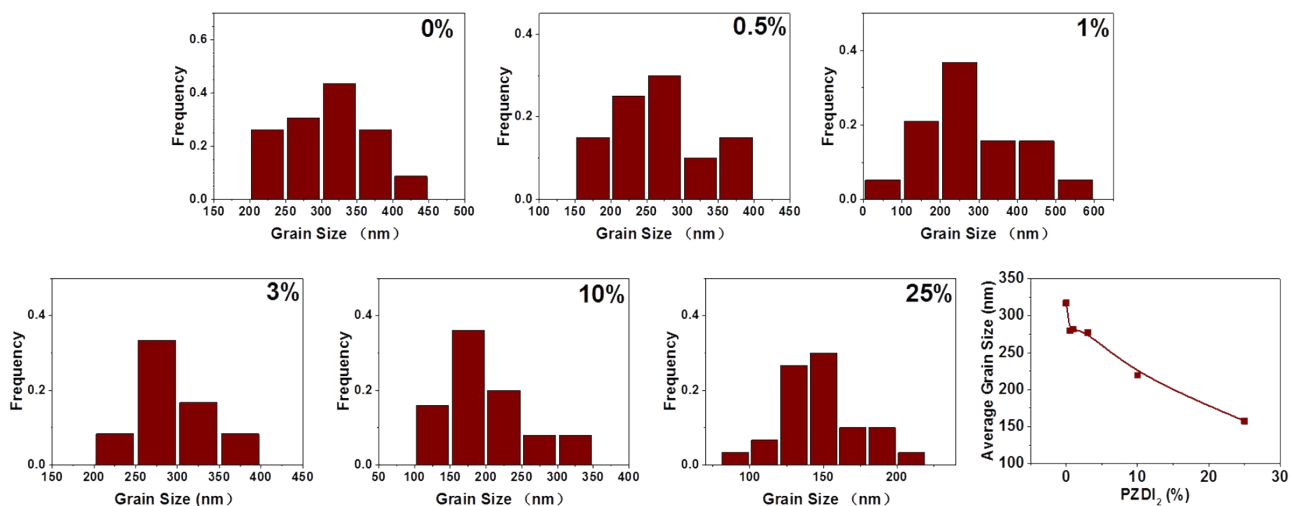 0%
Frequency
0.6
0.4
0.2
0.0
150 200 250 300 350 400 450 500
Grain Size （nm）
0.5%
Frequency
0.4
0.2
0.0
100 150 200 250 300 350 400 450
Grain Size （nm）
1%
Frequency
0.4
0.2
0.0
0 100 200 300 400 500 600
Grain Size （nm）
3%
Frequency
0.4
0.2
0.0
150 200 250 300 350 400 450
Grain Size (nm）
10%
Frequency
0.4
0.2
0.0
50 100 150 200 250 300 350 400
Grain Size （nm）
25%
Frequency
0.4
0.2
0.0
100 150 200
Grain Size （nm）
Average Grain Size (nm)
350
300
250
200
150
100
0 10 20 30
PZDI₂ (%)